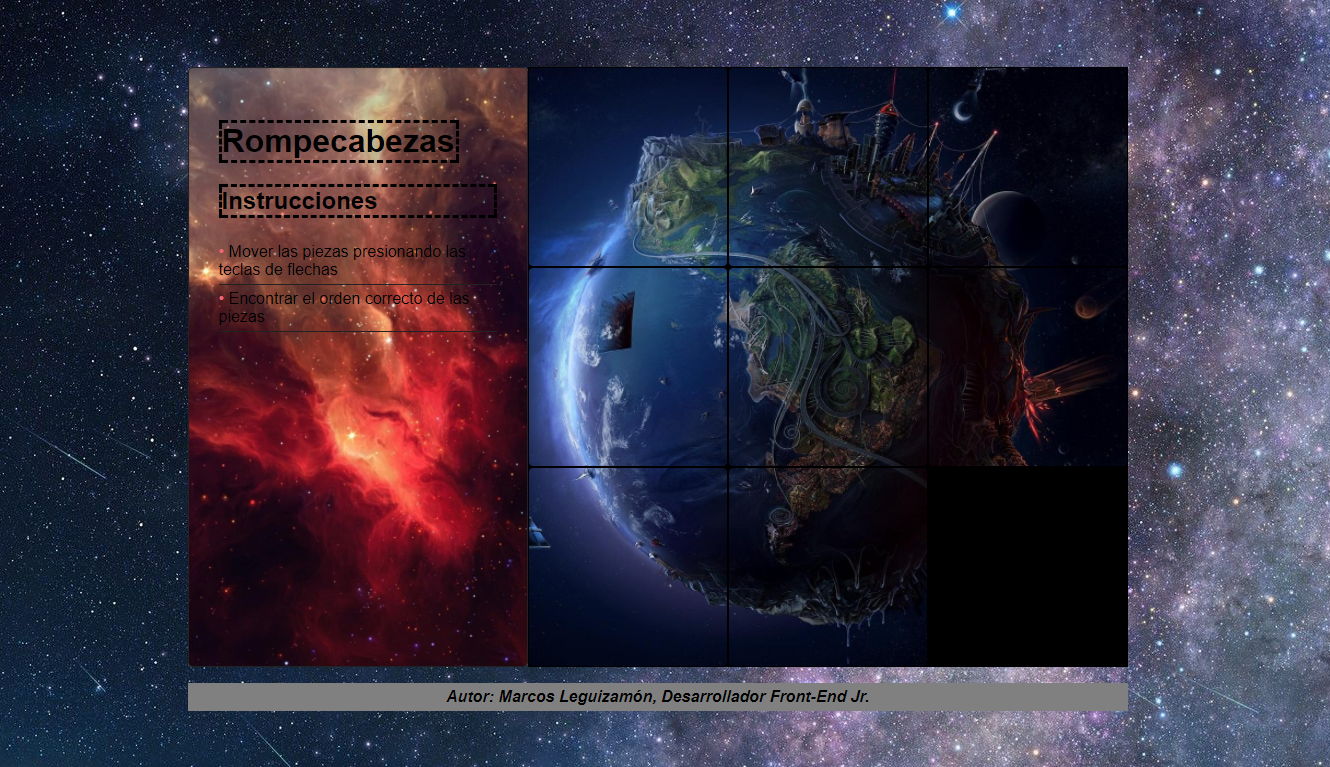 Rompecabezas
Instrucciones
• Mover las piezas presionando las
teclas de flechas
• Encontrar el orden correcto de las
piezas
Autor: Marcos Leguizamón, Desarrollador Front-End Jr.